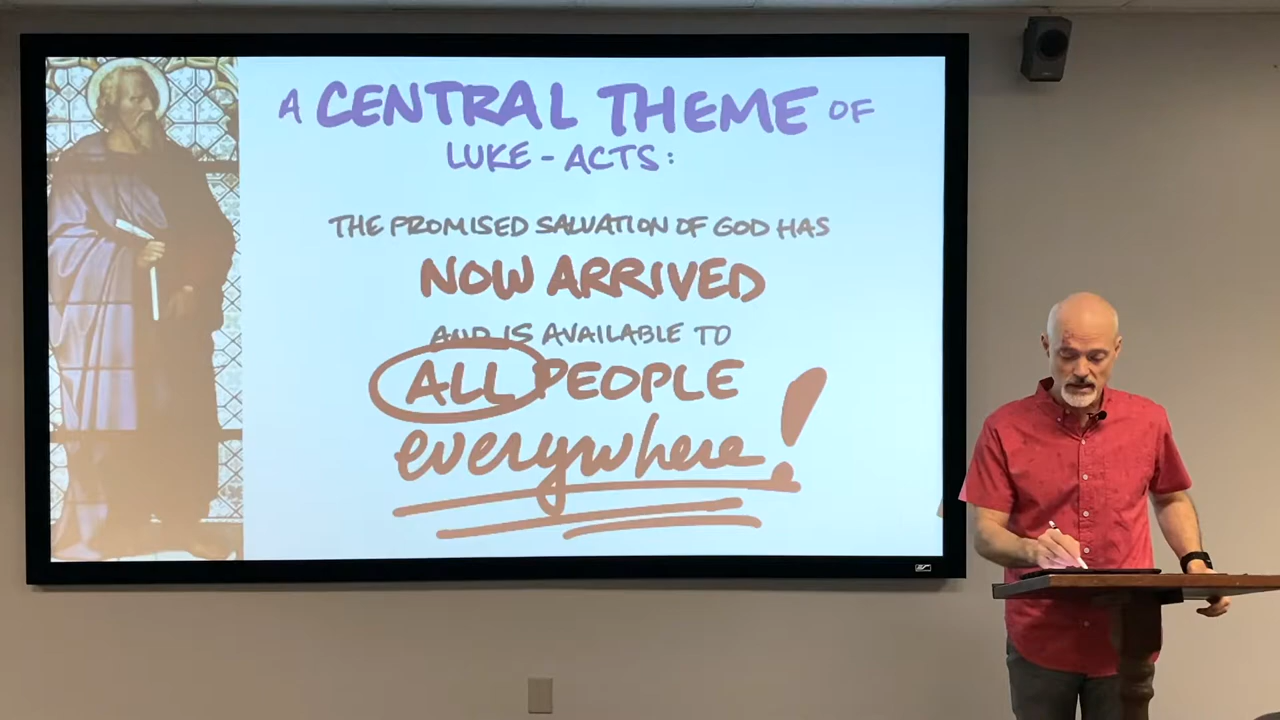 A CENTRAL THEME OF
LUKE - ACTS:
THE PROMISED SALVATION OF GOD HAS
NOW ARRIVED
AND IS AVAILABLE TO
ALL PEOPLE
everywhere!